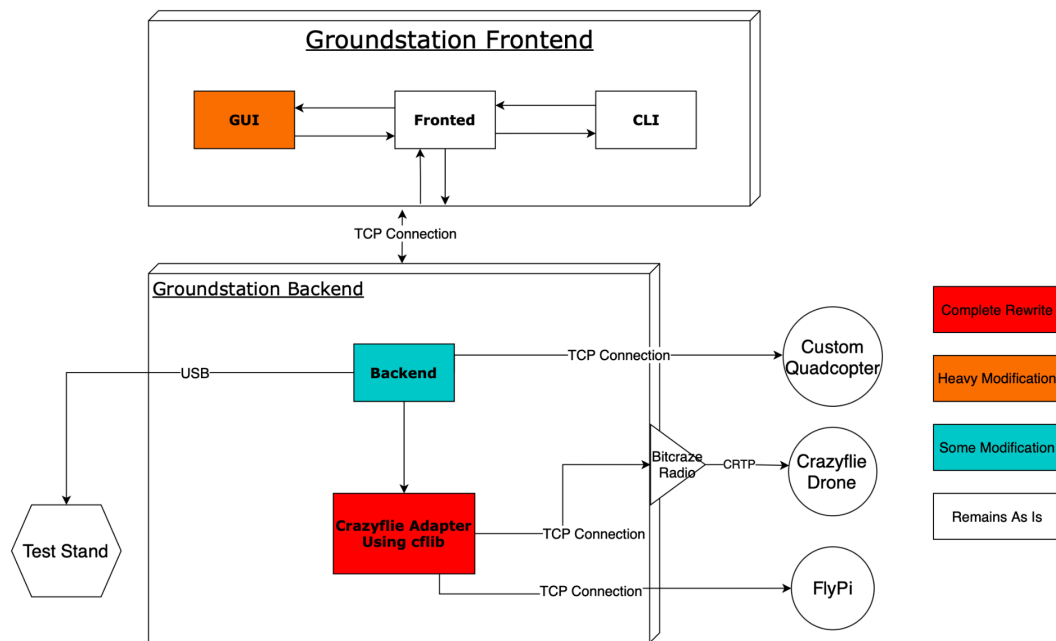 Groundstation Frontend
GUI
Fronted
CLI
TCP Connection
Groundstation Backend
Backend
USB
TCP Connection
Custom
Quadcopter
Bitcraze
Radio
CRTP
Crazyflie
Drone
Crazyflie Adapter
Using cflib
TCP Connection
Test Stand
TCP Connection
FlyPi
Complete Rewrite
Heavy Modification
Some Modification
Remains As Is